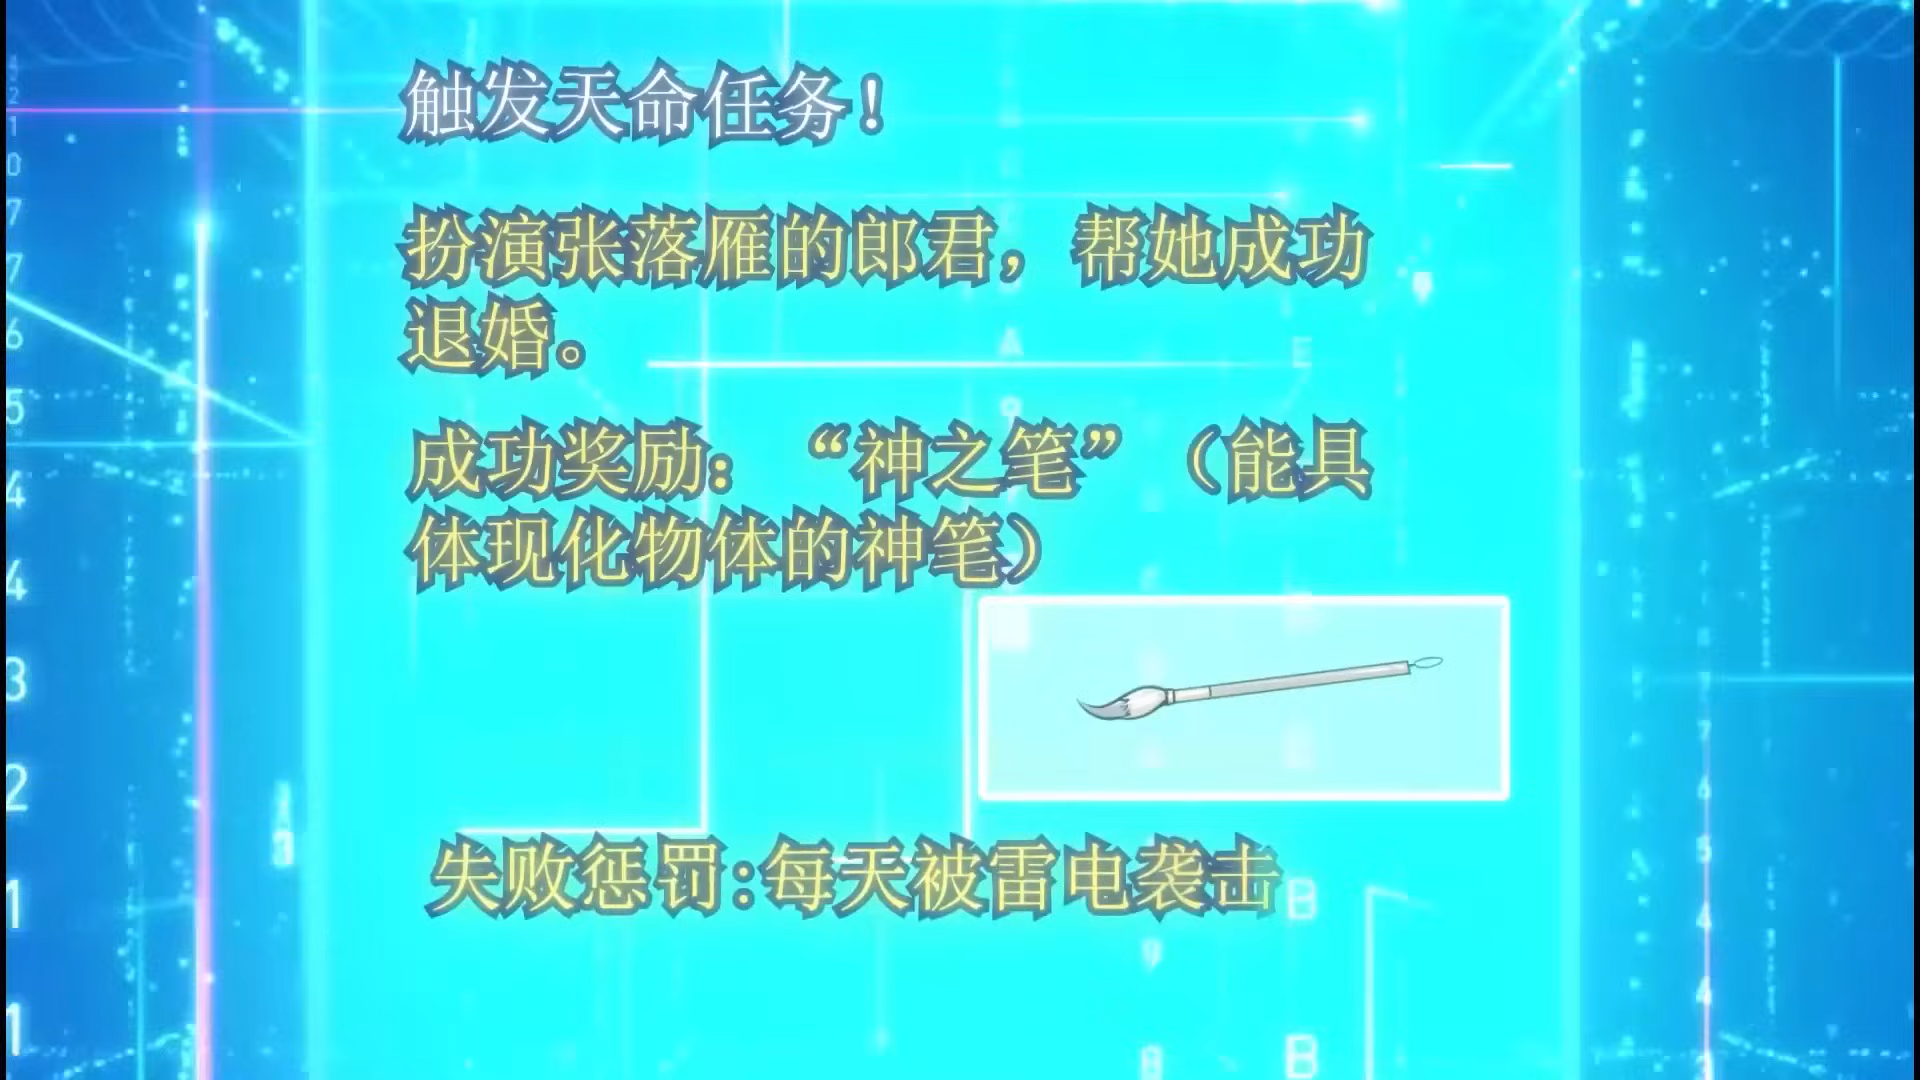 触发天命任务！
扮演张落雁的郎君，帮她成功
退婚。
成功奖励：“神之笔”（能具
体现化物体的神笔）
失败惩罚:每天被雷电袭击